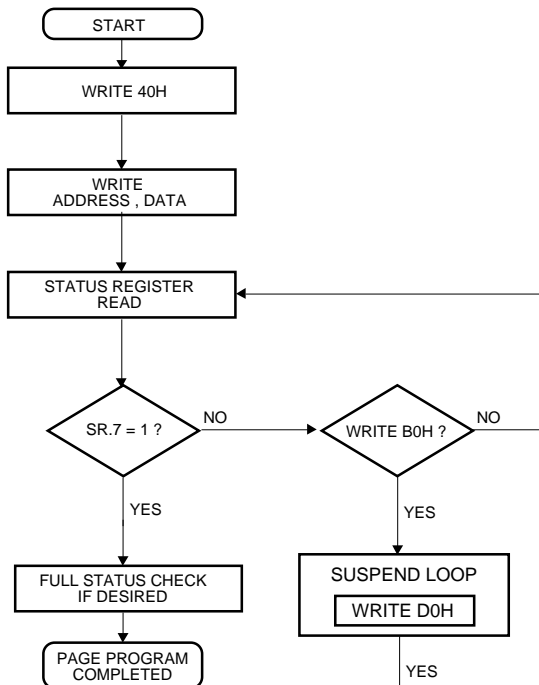 START
WRITE 40H
WRITE
ADDRESS , DATA
STATUS REGISTER
READ
SR.7 = 1 ?
NO
WRITE B0H ?
NO
YES
YES
FULL STATUS CHECK
IF DESIRED
SUSPEND LOOP
WRITE D0H
PAGE PROGRAM
COMPLETED
YES